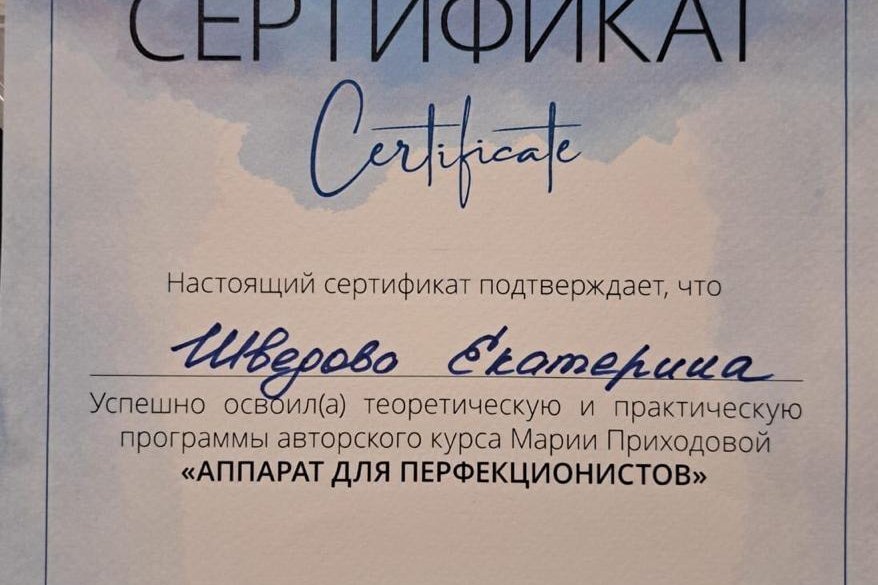 СЕРТИФИКАТ
Certificate
Настоящий сертификат подтверждает, что
Шведово Екатерина
Успешно освоил(а) теоретическую и практическую
программы авторского курса Марии Приходовой
«АППАРАТ ДЛЯ ПЕРФЕКЦИОНИСТОВ»